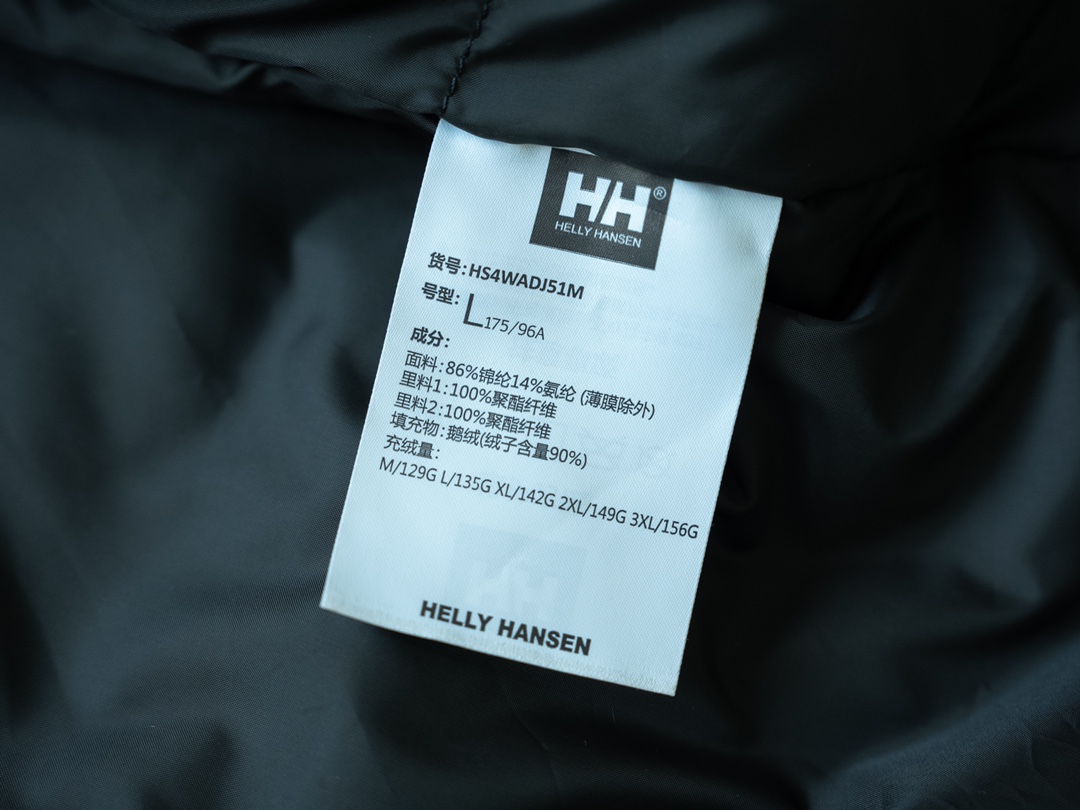 HH®
HELLY HANSEN
货号:HS4WADJ51M
号型:L175/96A
成分:
面料:86%锦纶14%氨纶 (薄膜除外)
里料1:100%聚酯纤维
里料2:100%聚酯纤维
填充物:鹅绒(绒子含量90%)
充绒量:
M/129G L/135G XL/142G 2XL/149G 3XL/156G
HELLY HANSEN